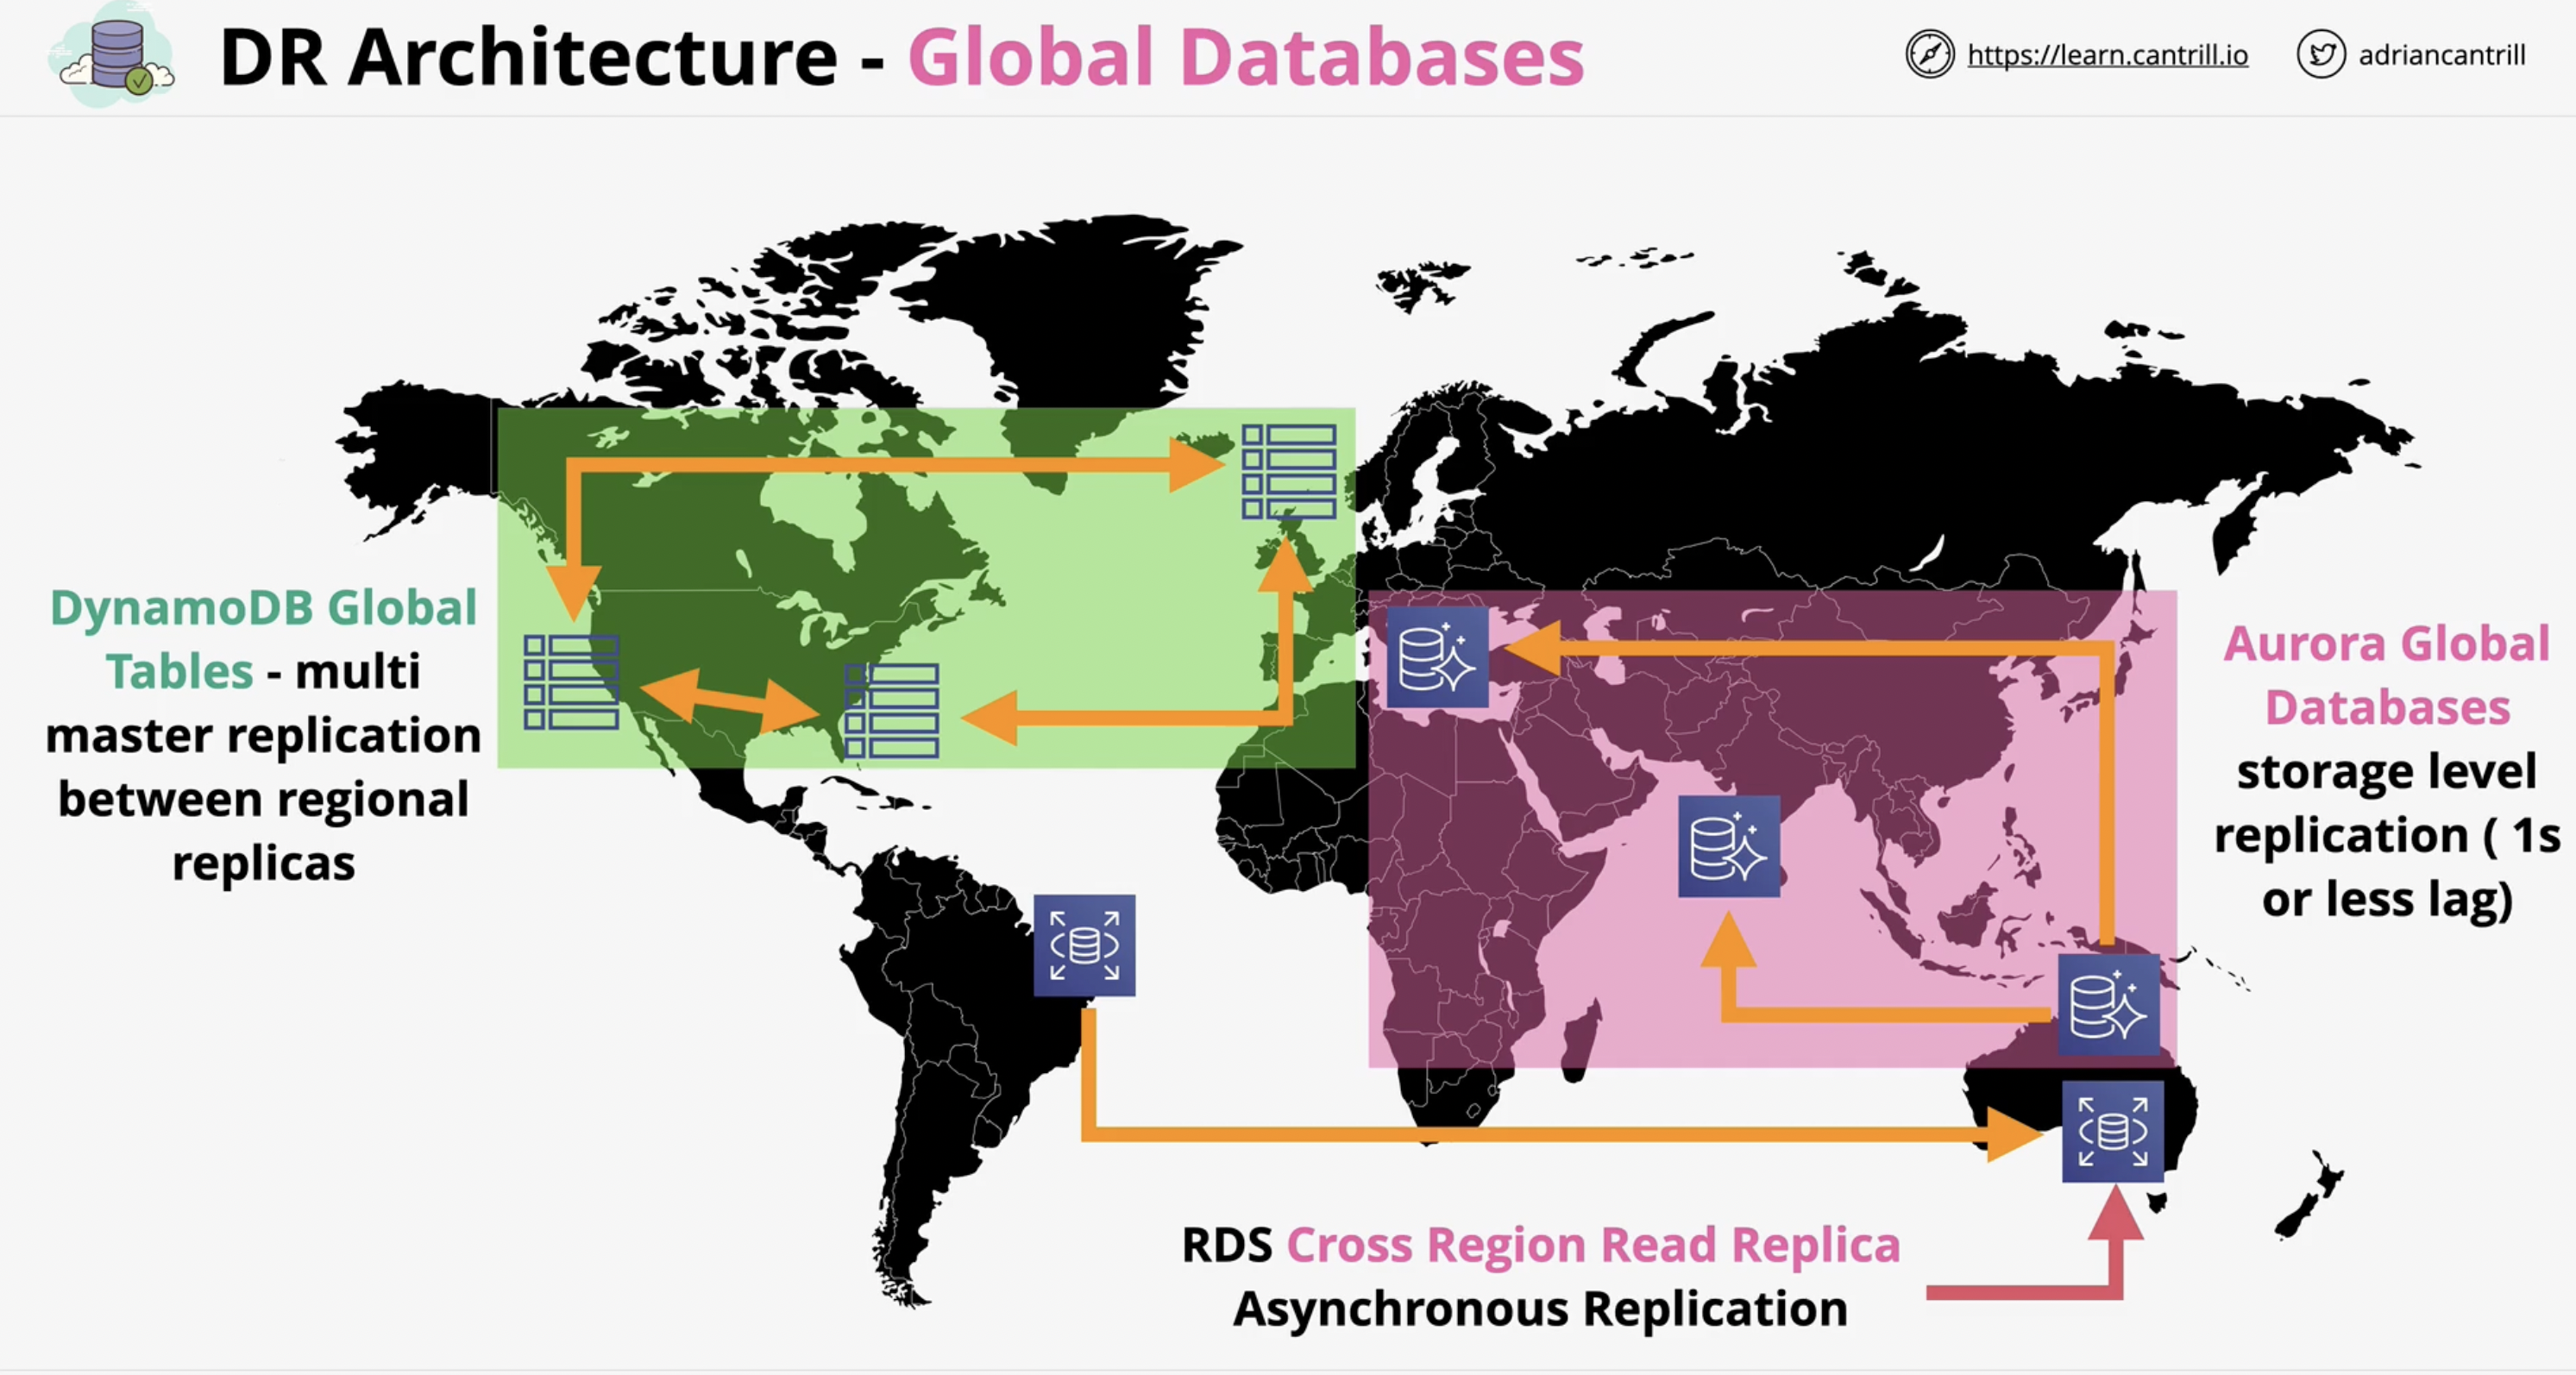 DR Architecture - Global Databases
https://learn.cantrill.io
adriancantrill
DynamoDB Global
Tables - multi
master replication
between regional
replicas
Aurora Global
Databases
storage level
replication ( 1s
or less lag)
RDS Cross Region Read Replica
Asynchronous Replication